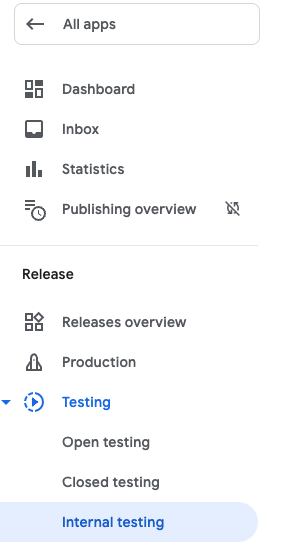 All apps
Dashboard
Inbox
Statistics
Publishing overview
Release
Releases overview
Production
Testing
Open testing
Closed testing
Internal testing